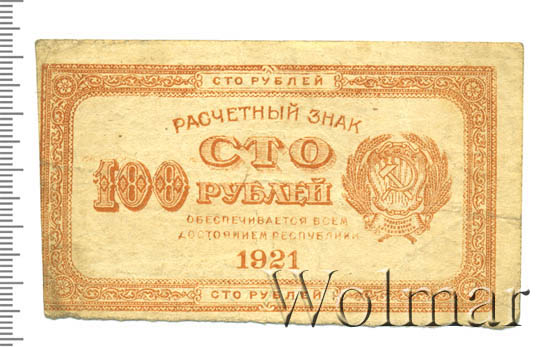 СТО РУБЛЕЙ
РАСЧЕТНЫЙ ЗНАК
СТО
100 РУБЛЕЙ
ОБЕСПЕЧИВАЕТСЯ ВСЕМ
ДОСТОЯНИЕМ РЕСПУБЛИКИ
1921
СТО РУБЛЕЙ
Wolmar